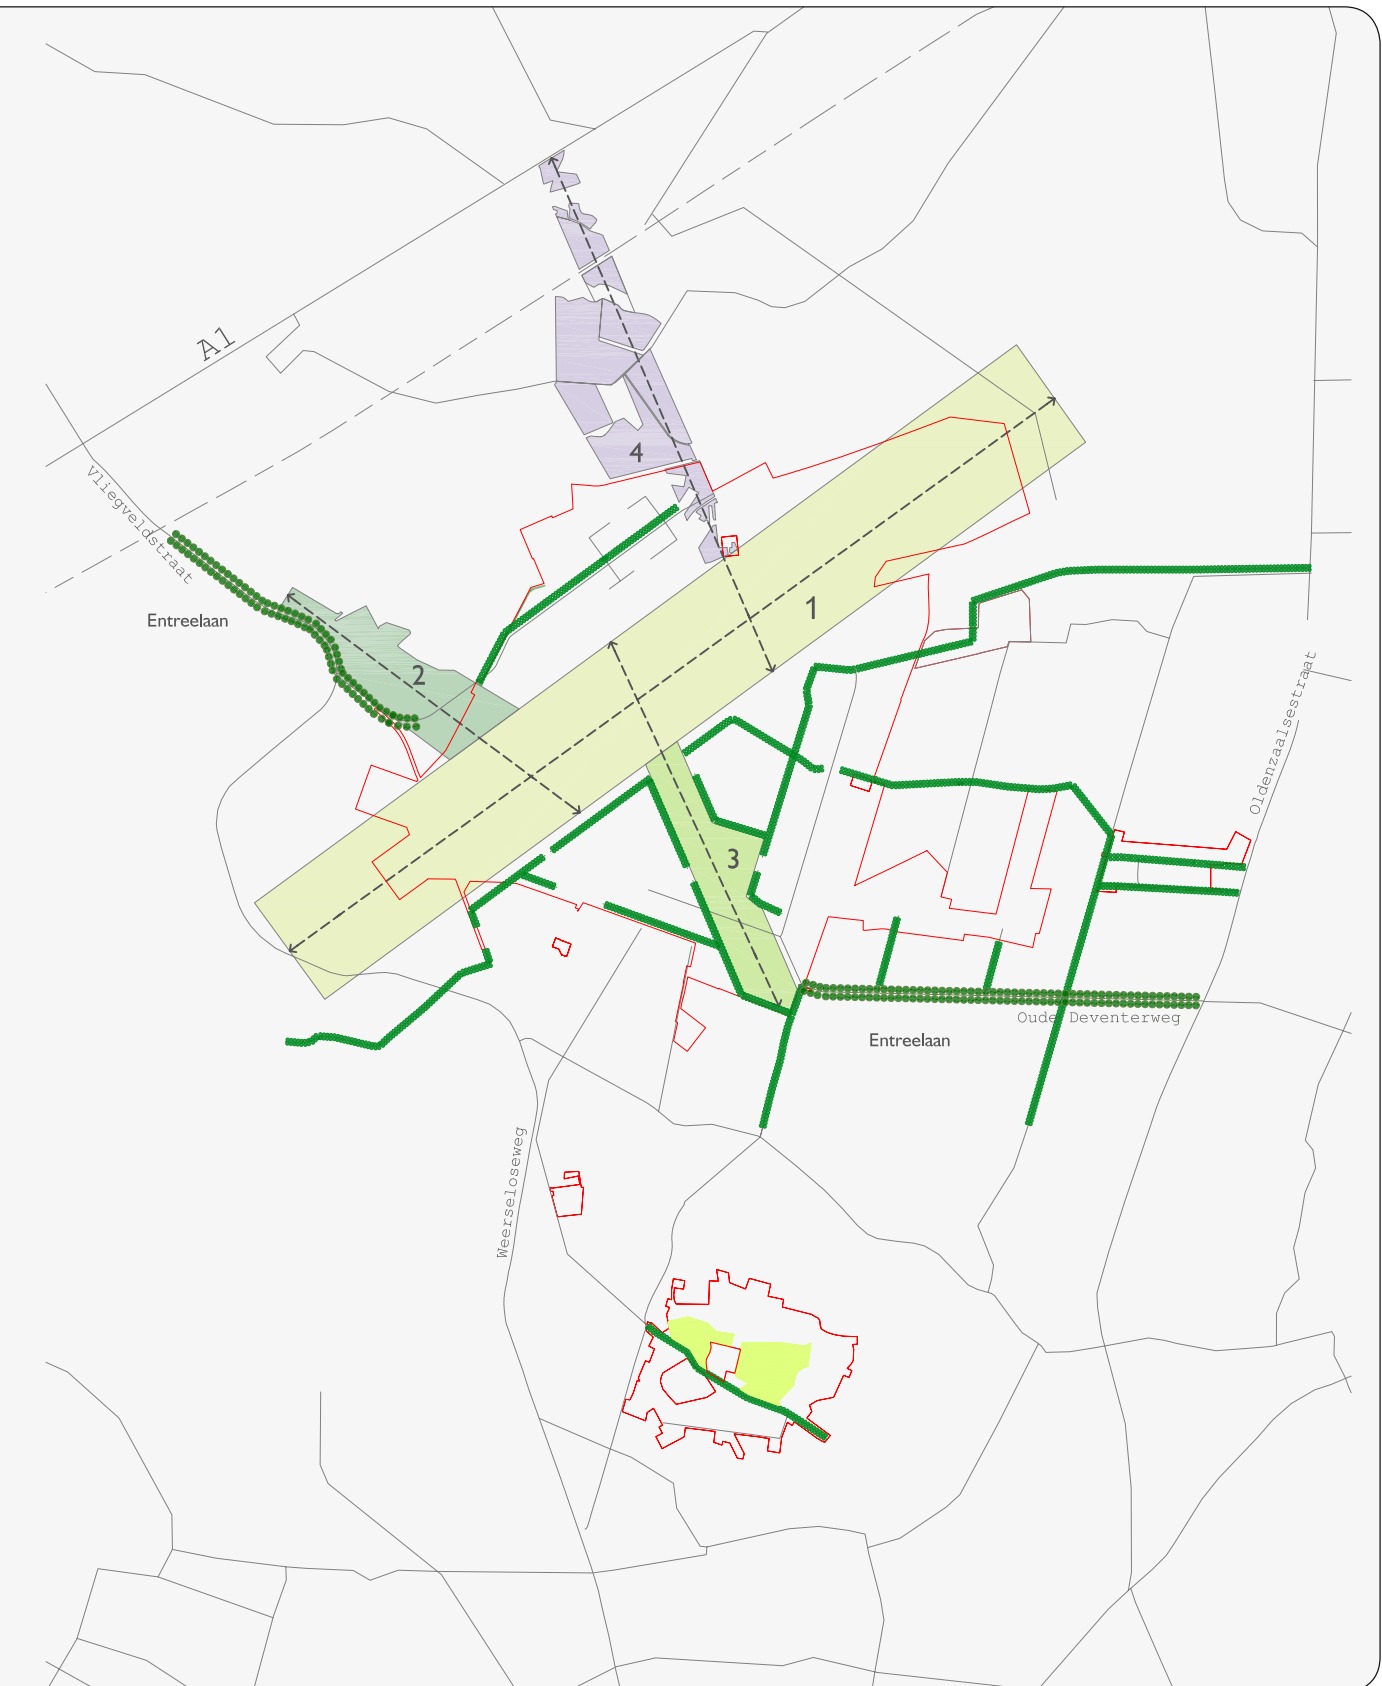 A1
4
Vliegveldstraat
1
Entreelaan
2
Oldenzaalsestraat
3
Oude Deventerweg
Entreelaan
Weerseloseweg